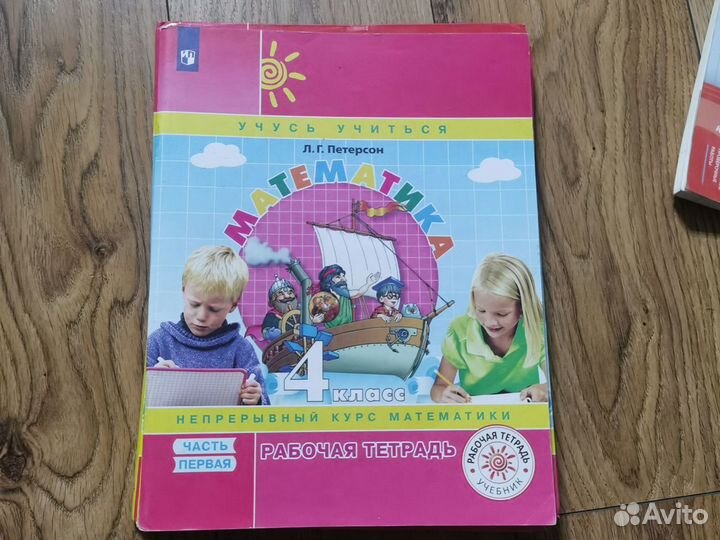 УЧУСЬ УЧИТЬСЯ
Л. Г. Петерсон
МАТЕМАТИКА
4 класс
НЕПРЕРЫВНЫЙ КУРС МАТЕМАТИКИ
ЧАСТЬ
ПЕРВАЯ
РАБОЧАЯ ТЕТРАДЬ
РАБОЧАЯ ТЕТРАДЬ
УЧЕБНИК
Avito